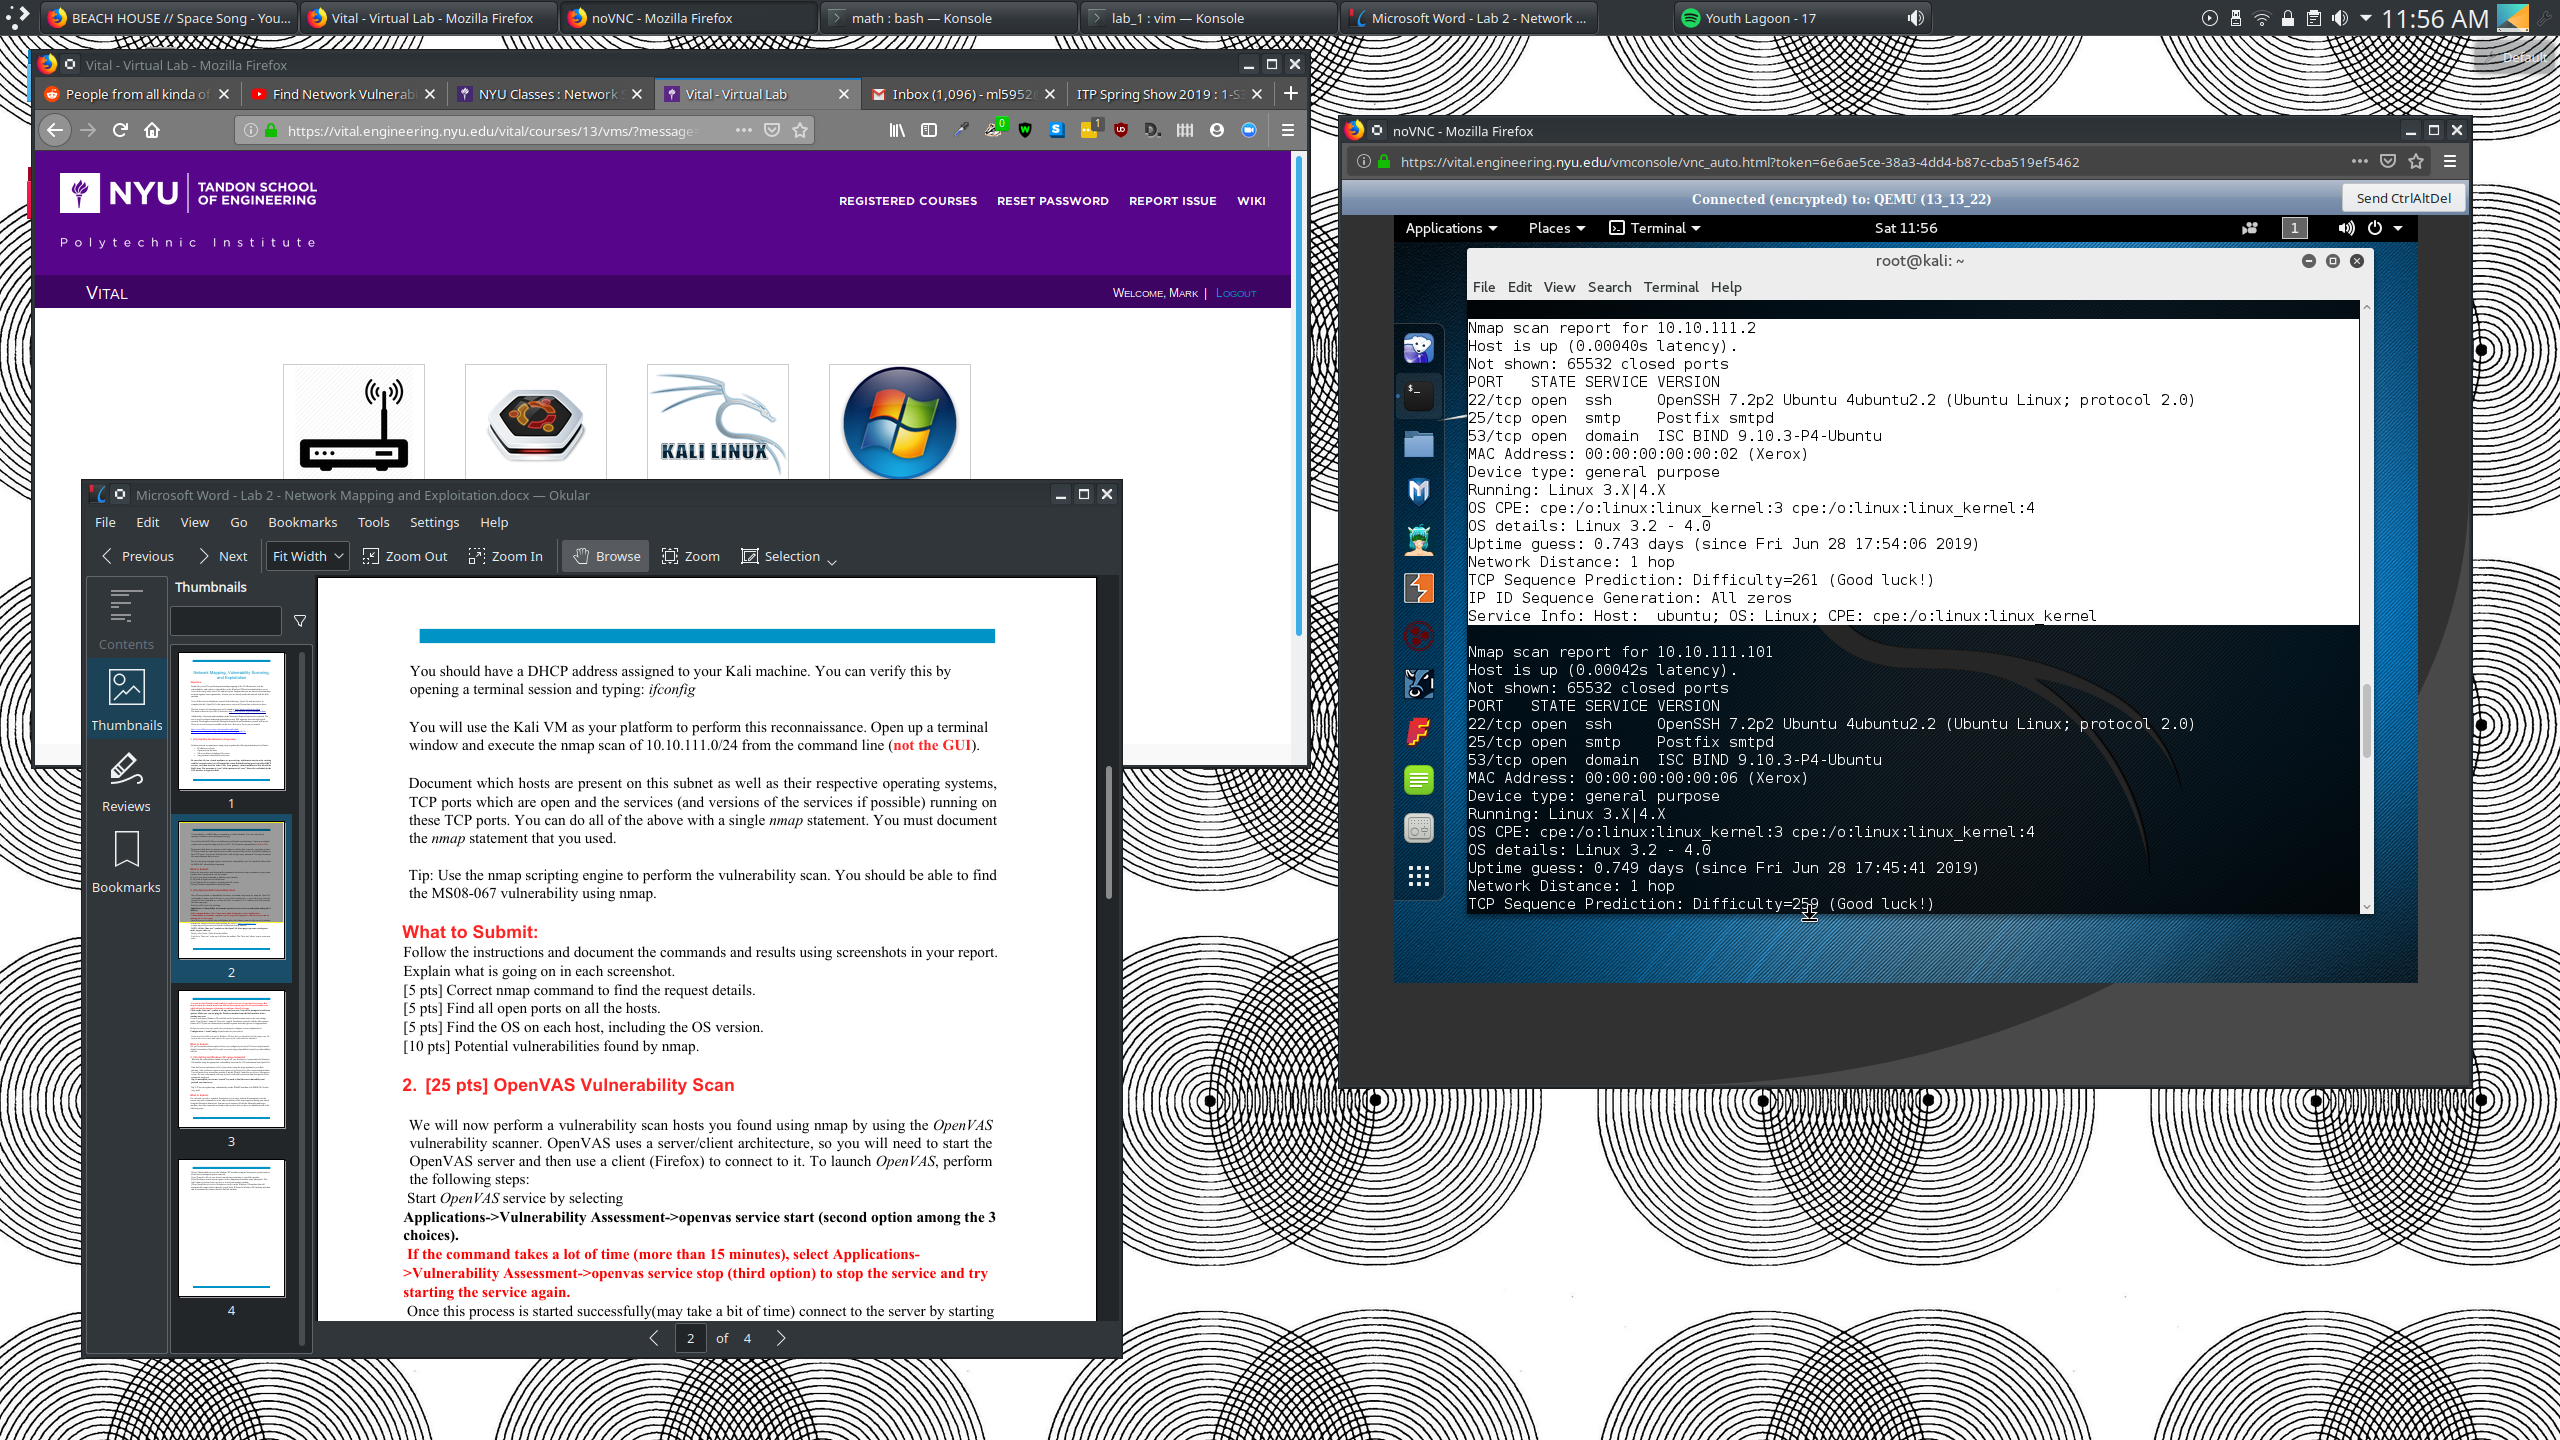 BEACH HOUSE // Space Song - You...
Vital - Virtual Lab - Mozilla Firefox
noVNC - Mozilla Firefox
math : bash — Konsole
lab_1 : vim — Konsole
Microsoft Word - Lab 2 - Network ...
Youth Lagoon - 17
11:56 AM
Default
Vital - Virtual Lab - Mozilla Firefox
People from all kinda of
Find Network Vulnerab
NYU Classes : Network S
Vital - Virtual Lab
Inbox (1,096) - ml5952
ITP Spring Show 2019 : 1-S
https://vital.engineering.nyu.edu/vital/courses/13/vms/?message=
0
1
NYU
TANDON SCHOOL
OF ENGINEERING
Polytechnic Institute
REGISTERED COURSES
RESET PASSWORD
REPORT ISSUE
WIKI
VITAL
WELCOME, MARK |
LOGOUT
KALI LINUX
Microsoft Word - Lab 2 - Network Mapping and Exploitation.docx — Okular
File
Edit
View
Go
Bookmarks
Tools
Settings
Help
Previous
Next
Fit Width
Zoom Out
Zoom In
Browse
Zoom
Selection
Contents
Thumbnails
Reviews
Bookmarks
Thumbnails
1
2
3
4
You should have a DHCP address assigned to your Kali machine. You can verify this by
opening a terminal session and typing: ifconfig
You will use the Kali VM as your platform to perform this reconnaissance. Open up a terminal
window and execute the nmap scan of 10.10.111.0/24 from the command line (not the GUI).
Document which hosts are present on this subnet as well as their respective operating systems,
TCP ports which are open and the services (and versions of the services if possible) running on
these TCP ports. You can do all of the above with a single nmap statement. You must document
the nmap statement that you used.
Tip: Use the nmap scripting engine to perform the vulnerability scan. You should be able to find
the MS08-067 vulnerability using nmap.
What to Submit:
Follow the instructions and document the commands and results using screenshots in your report.
Explain what is going on in each screenshot.
[5 pts] Correct nmap command to find the request details.
[5 pts] Find all open ports on all the hosts.
[5 pts] Find the OS on each host, including the OS version.
[10 pts] Potential vulnerabilities found by nmap.
2. [25 pts] OpenVAS Vulnerability Scan
We will now perform a vulnerability scan hosts you found using nmap by using the OpenVAS
vulnerability scanner. OpenVAS uses a server/client architecture, so you will need to start the
OpenVAS server and then use a client (Firefox) to connect to it. To launch OpenVAS, perform
the following steps:
Start OpenVAS service by selecting
Applications->Vulnerability Assessment->openvas service start (second option among the 3
choices).
If the command takes a lot of time (more than 15 minutes), select Applications-
>Vulnerability Assessment->openvas service stop (third option) to stop the service and try
starting the service again.
Once this process is started successfully(may take a bit of time) connect to the server by starting
2 of 4
noVNC - Mozilla Firefox
https://vital.engineering.nyu.edu/vmconsole/vnc_auto.html?token=6e6ae5ce-38a3-4dd4-b87c-cba519ef5462
Connected (encrypted) to: QEMU (13_13_22)
Send CtrlAltDel
Applications
Places
Terminal
Sat 11:56
1
root@kali: ~
File
Edit
View
Search
Terminal
Help
Nmap scan report for 10.10.111.2
Host is up (0.00040s latency).
Not shown: 65532 closed ports
PORT   STATE SERVICE VERSION
22/tcp open  ssh     OpenSSH 7.2p2 Ubuntu 4ubuntu2.2 (Ubuntu Linux; protocol 2.0)
25/tcp open  smtp    Postfix smtpd
53/tcp open  domain  ISC BIND 9.10.3-P4-Ubuntu
MAC Address: 00:00:00:00:00:02 (Xerox)
Device type: general purpose
Running: Linux 3.X|4.X
OS CPE: cpe:/o:linux:linux_kernel:3 cpe:/o:linux:linux_kernel:4
OS details: Linux 3.2 - 4.0
Uptime guess: 0.743 days (since Fri Jun 28 17:54:06 2019)
Network Distance: 1 hop
TCP Sequence Prediction: Difficulty=261 (Good luck!)
IP ID Sequence Generation: All zeros
Service Info: Host:  ubuntu; OS: Linux; CPE: cpe:/o:linux:linux_kernel
Nmap scan report for 10.10.111.101
Host is up (0.00042s latency).
Not shown: 65532 closed ports
PORT   STATE SERVICE VERSION
22/tcp open  ssh     OpenSSH 7.2p2 Ubuntu 4ubuntu2.2 (Ubuntu Linux; protocol 2.0)
25/tcp open  smtp    Postfix smtpd
53/tcp open  domain  ISC BIND 9.10.3-P4-Ubuntu
MAC Address: 00:00:00:00:00:06 (Xerox)
Device type: general purpose
Running: Linux 3.X|4.X
OS CPE: cpe:/o:linux:linux_kernel:3 cpe:/o:linux:linux_kernel:4
OS details: Linux 3.2 - 4.0
Uptime guess: 0.749 days (since Fri Jun 28 17:45:41 2019)
Network Distance: 1 hop
TCP Sequence Prediction: Difficulty=259 (Good luck!)